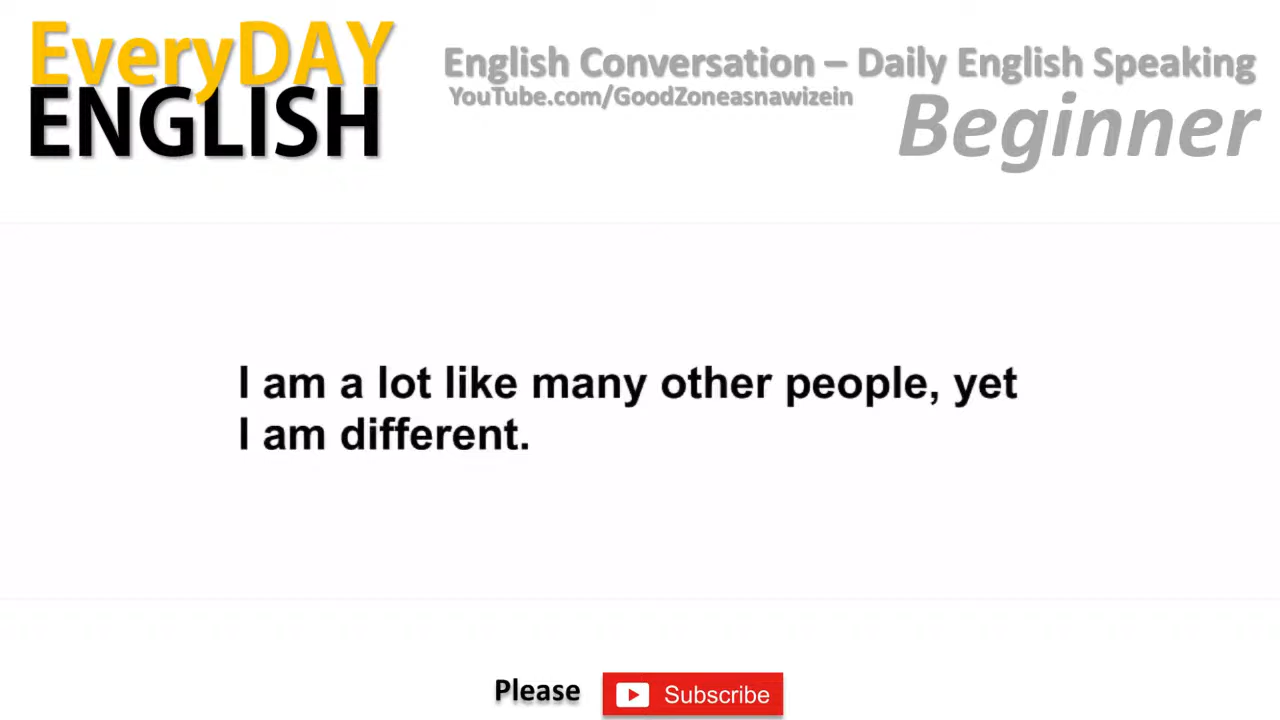 EveryDAY
ENGLISH
English Conversation – Daily English Speaking
YouTube.com/GoodZoneasnawizein
Beginner
I am a lot like many other people, yet
I am different.
Please Subscribe